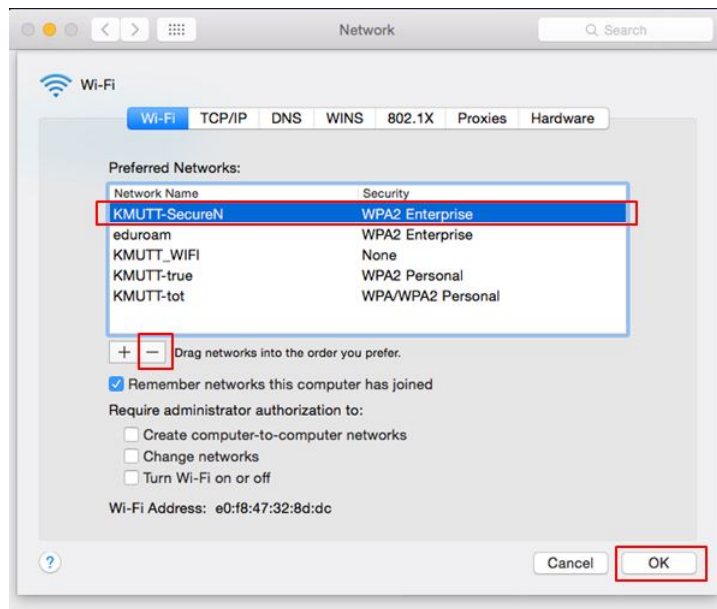 Network
Search
Wi-Fi
Wi-Fi TCP/IP DNS WINS 802.1X Proxies Hardware
Preferred Networks:
Network Name Security
KMUTT-SecureN WPA2 Enterprise
eduroam WPA2 Enterprise
KMUTT_WIFI None
KMUTT-true WPA2 Personal
KMUTT-tot WPA/WPA2 Personal
+ − Drag networks into the order you prefer.
Remember networks this computer has joined
Require administrator authorization to:
Create computer-to-computer networks
Change networks
Turn Wi-Fi on or off
Wi-Fi Address: e0:f8:47:32:8d:dc
? Cancel OK